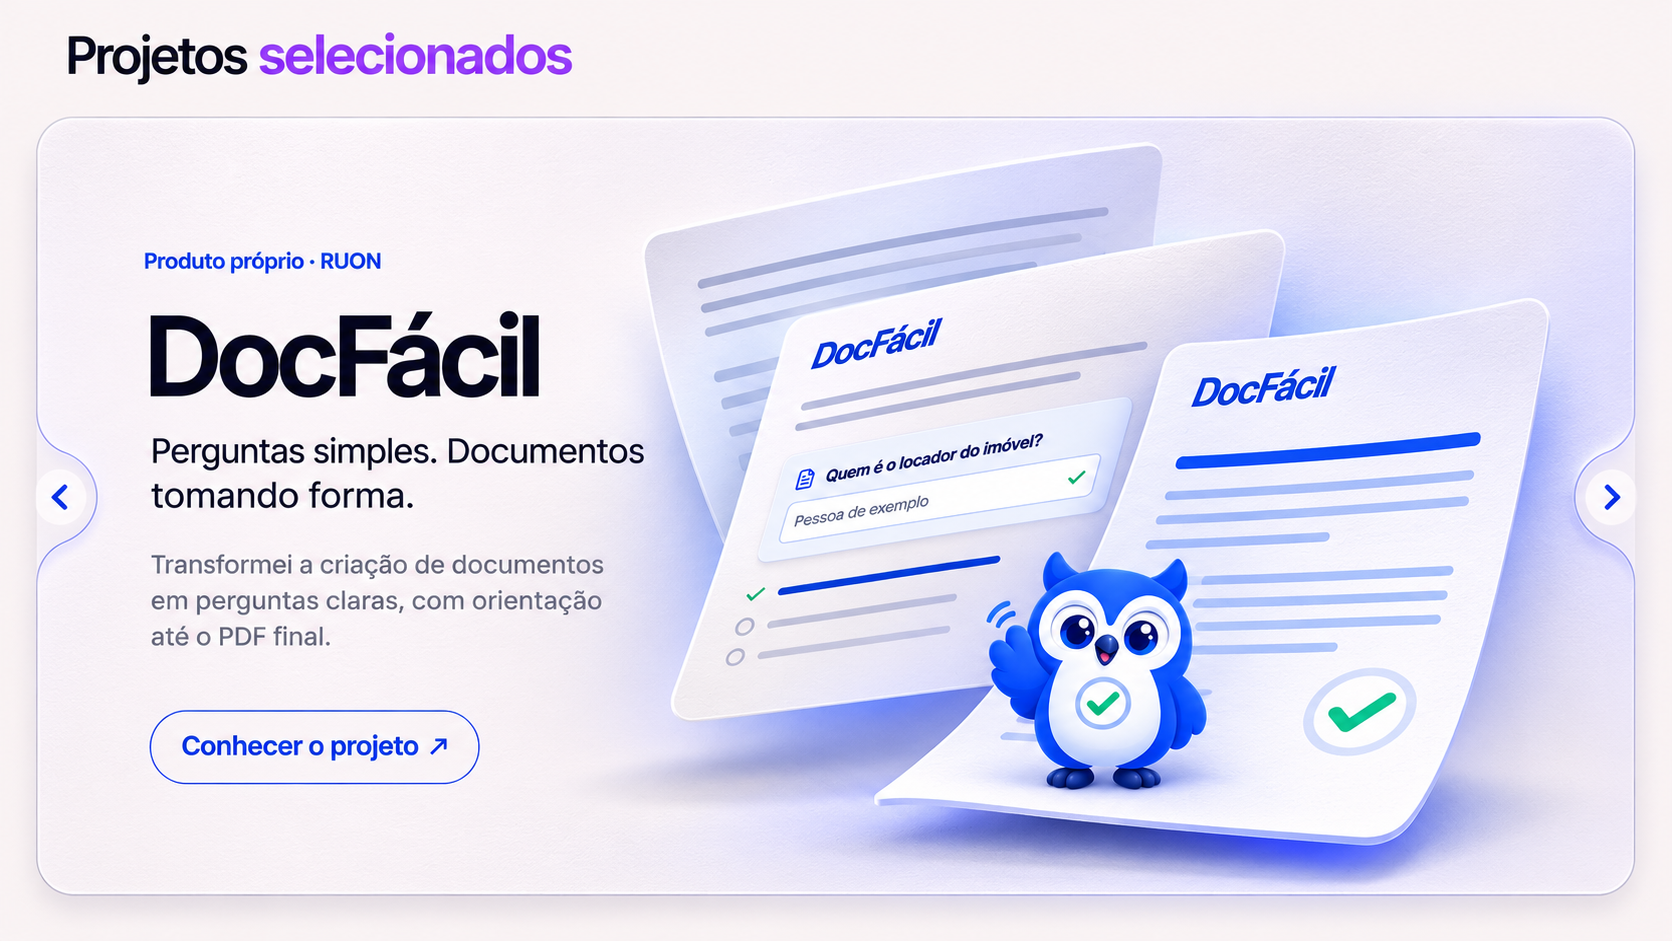 Projetos selecionados
Produto próprio · RUON
DocFácil
Perguntas simples. Documentos
tomando forma.
Transformei a criação de documentos
em perguntas claras, com orientação
até o PDF final.
Conhecer o projeto ↗
DocFácil
Quem é o locador do imóvel?
Pessoa de exemplo
DocFácil